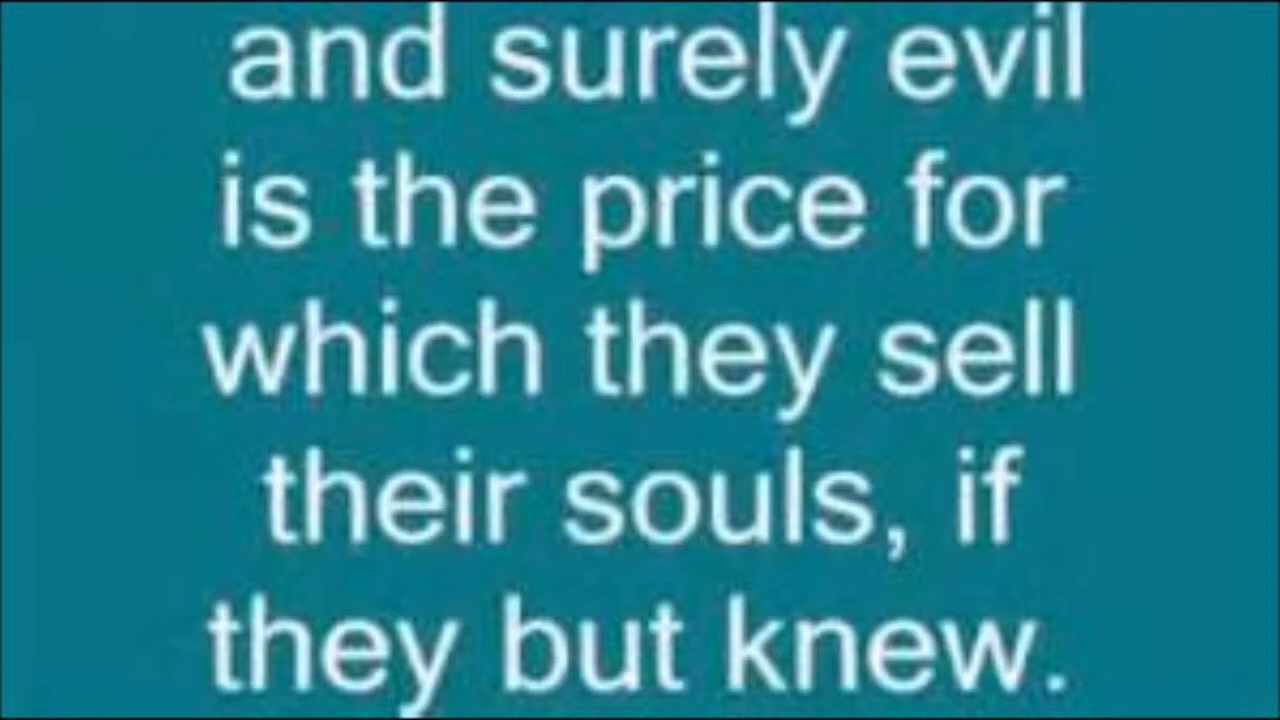 and surely evil
is the price for
which they sell
their souls, if
they but knew.